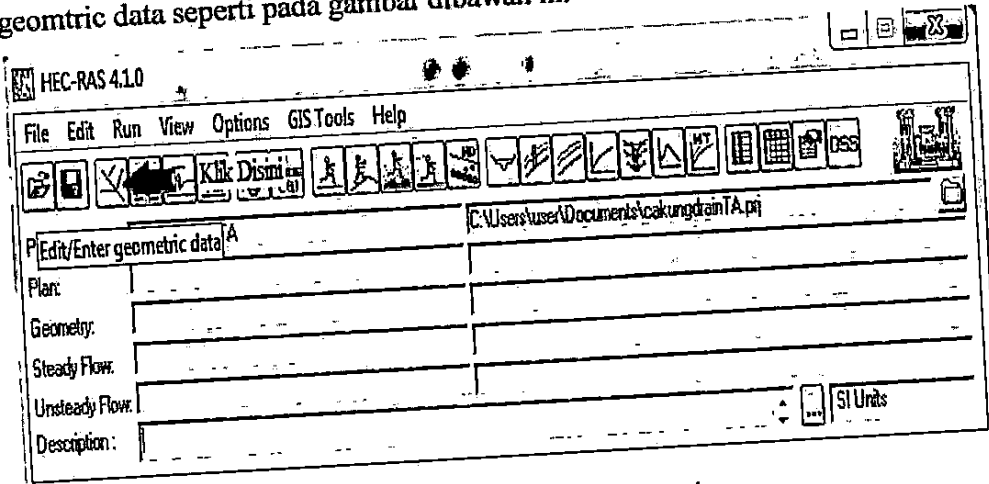 geomtric data seperti pada gambar dibawah
HEC-RAS 4.1.0
File Edit Run View Options GIS Tools Help
Klik Disini
HD
HT
DSS
C:\Users\user\Documents\cakungdrainTA.prj
Edit/Enter geometric data
Plan:
Geometry:
Steady Flow:
Unsteady Flow:
Description :
...
SI Units